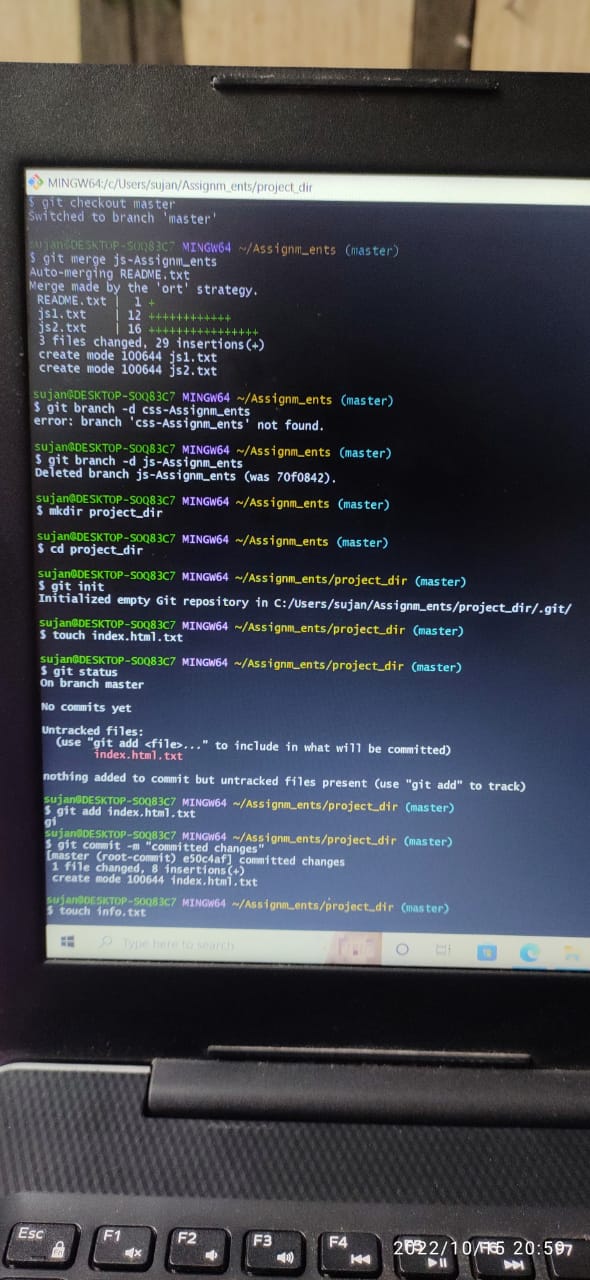 MINGW64:/c/Users/sujan/Assignm_ents/project_dir
$ git checkout master
Switched to branch 'master'
sujan@DESKTOP-SOQ83C7 MINGW64 ~/Assignm_ents (master)
$ git merge js-Assignm_ents
Auto-merging README.txt
Merge made by the 'ort' strategy.
README.txt | 1 +
js1.txt | 12 ++++++++++++
js2.txt | 16 ++++++++++++++++
3 files changed, 29 insertions(+)
create mode 100644 js1.txt
create mode 100644 js2.txt
sujan@DESKTOP-SOQ83C7 MINGW64 ~/Assignm_ents (master)
$ git branch -d css-Assignm_ents
error: branch 'css-Assignm_ents' not found.
sujan@DESKTOP-SOQ83C7 MINGW64 ~/Assignm_ents (master)
$ git branch -d js-Assignm_ents
Deleted branch js-Assignm_ents (was 70f0842).
sujan@DESKTOP-SOQ83C7 MINGW64 ~/Assignm_ents (master)
$ mkdir project_dir
sujan@DESKTOP-SOQ83C7 MINGW64 ~/Assignm_ents (master)
$ cd project_dir
sujan@DESKTOP-SOQ83C7 MINGW64 ~/Assignm_ents/project_dir (master)
$ git init
Initialized empty Git repository in C:/Users/sujan/Assignm_ents/project_dir/.git/
sujan@DESKTOP-SOQ83C7 MINGW64 ~/Assignm_ents/project_dir (master)
$ touch index.html.txt
sujan@DESKTOP-SOQ83C7 MINGW64 ~/Assignm_ents/project_dir (master)
$ git status
On branch master
No commits yet
Untracked files:
(use "git add <file>..." to include in what will be committed)
index.html.txt
nothing added to commit but untracked files present (use "git add" to track)
sujan@DESKTOP-SOQ83C7 MINGW64 ~/Assignm_ents/project_dir (master)
$ git add index.html.txt
gi
sujan@DESKTOP-SOQ83C7 MINGW64 ~/Assignm_ents/project_dir (master)
$ git commit -m "committed changes"
[master (root-commit) e50c4af] committed changes
1 file changed, 8 insertions(+)
create mode 100644 index.html.txt
sujan@DESKTOP-SOQ83C7 MINGW64 ~/Assignm_ents/project_dir (master)
$ touch info.txt
Type here to search
Esc F1 F2 F3 F4 F5 F6 F7
2022/10/15 20:59